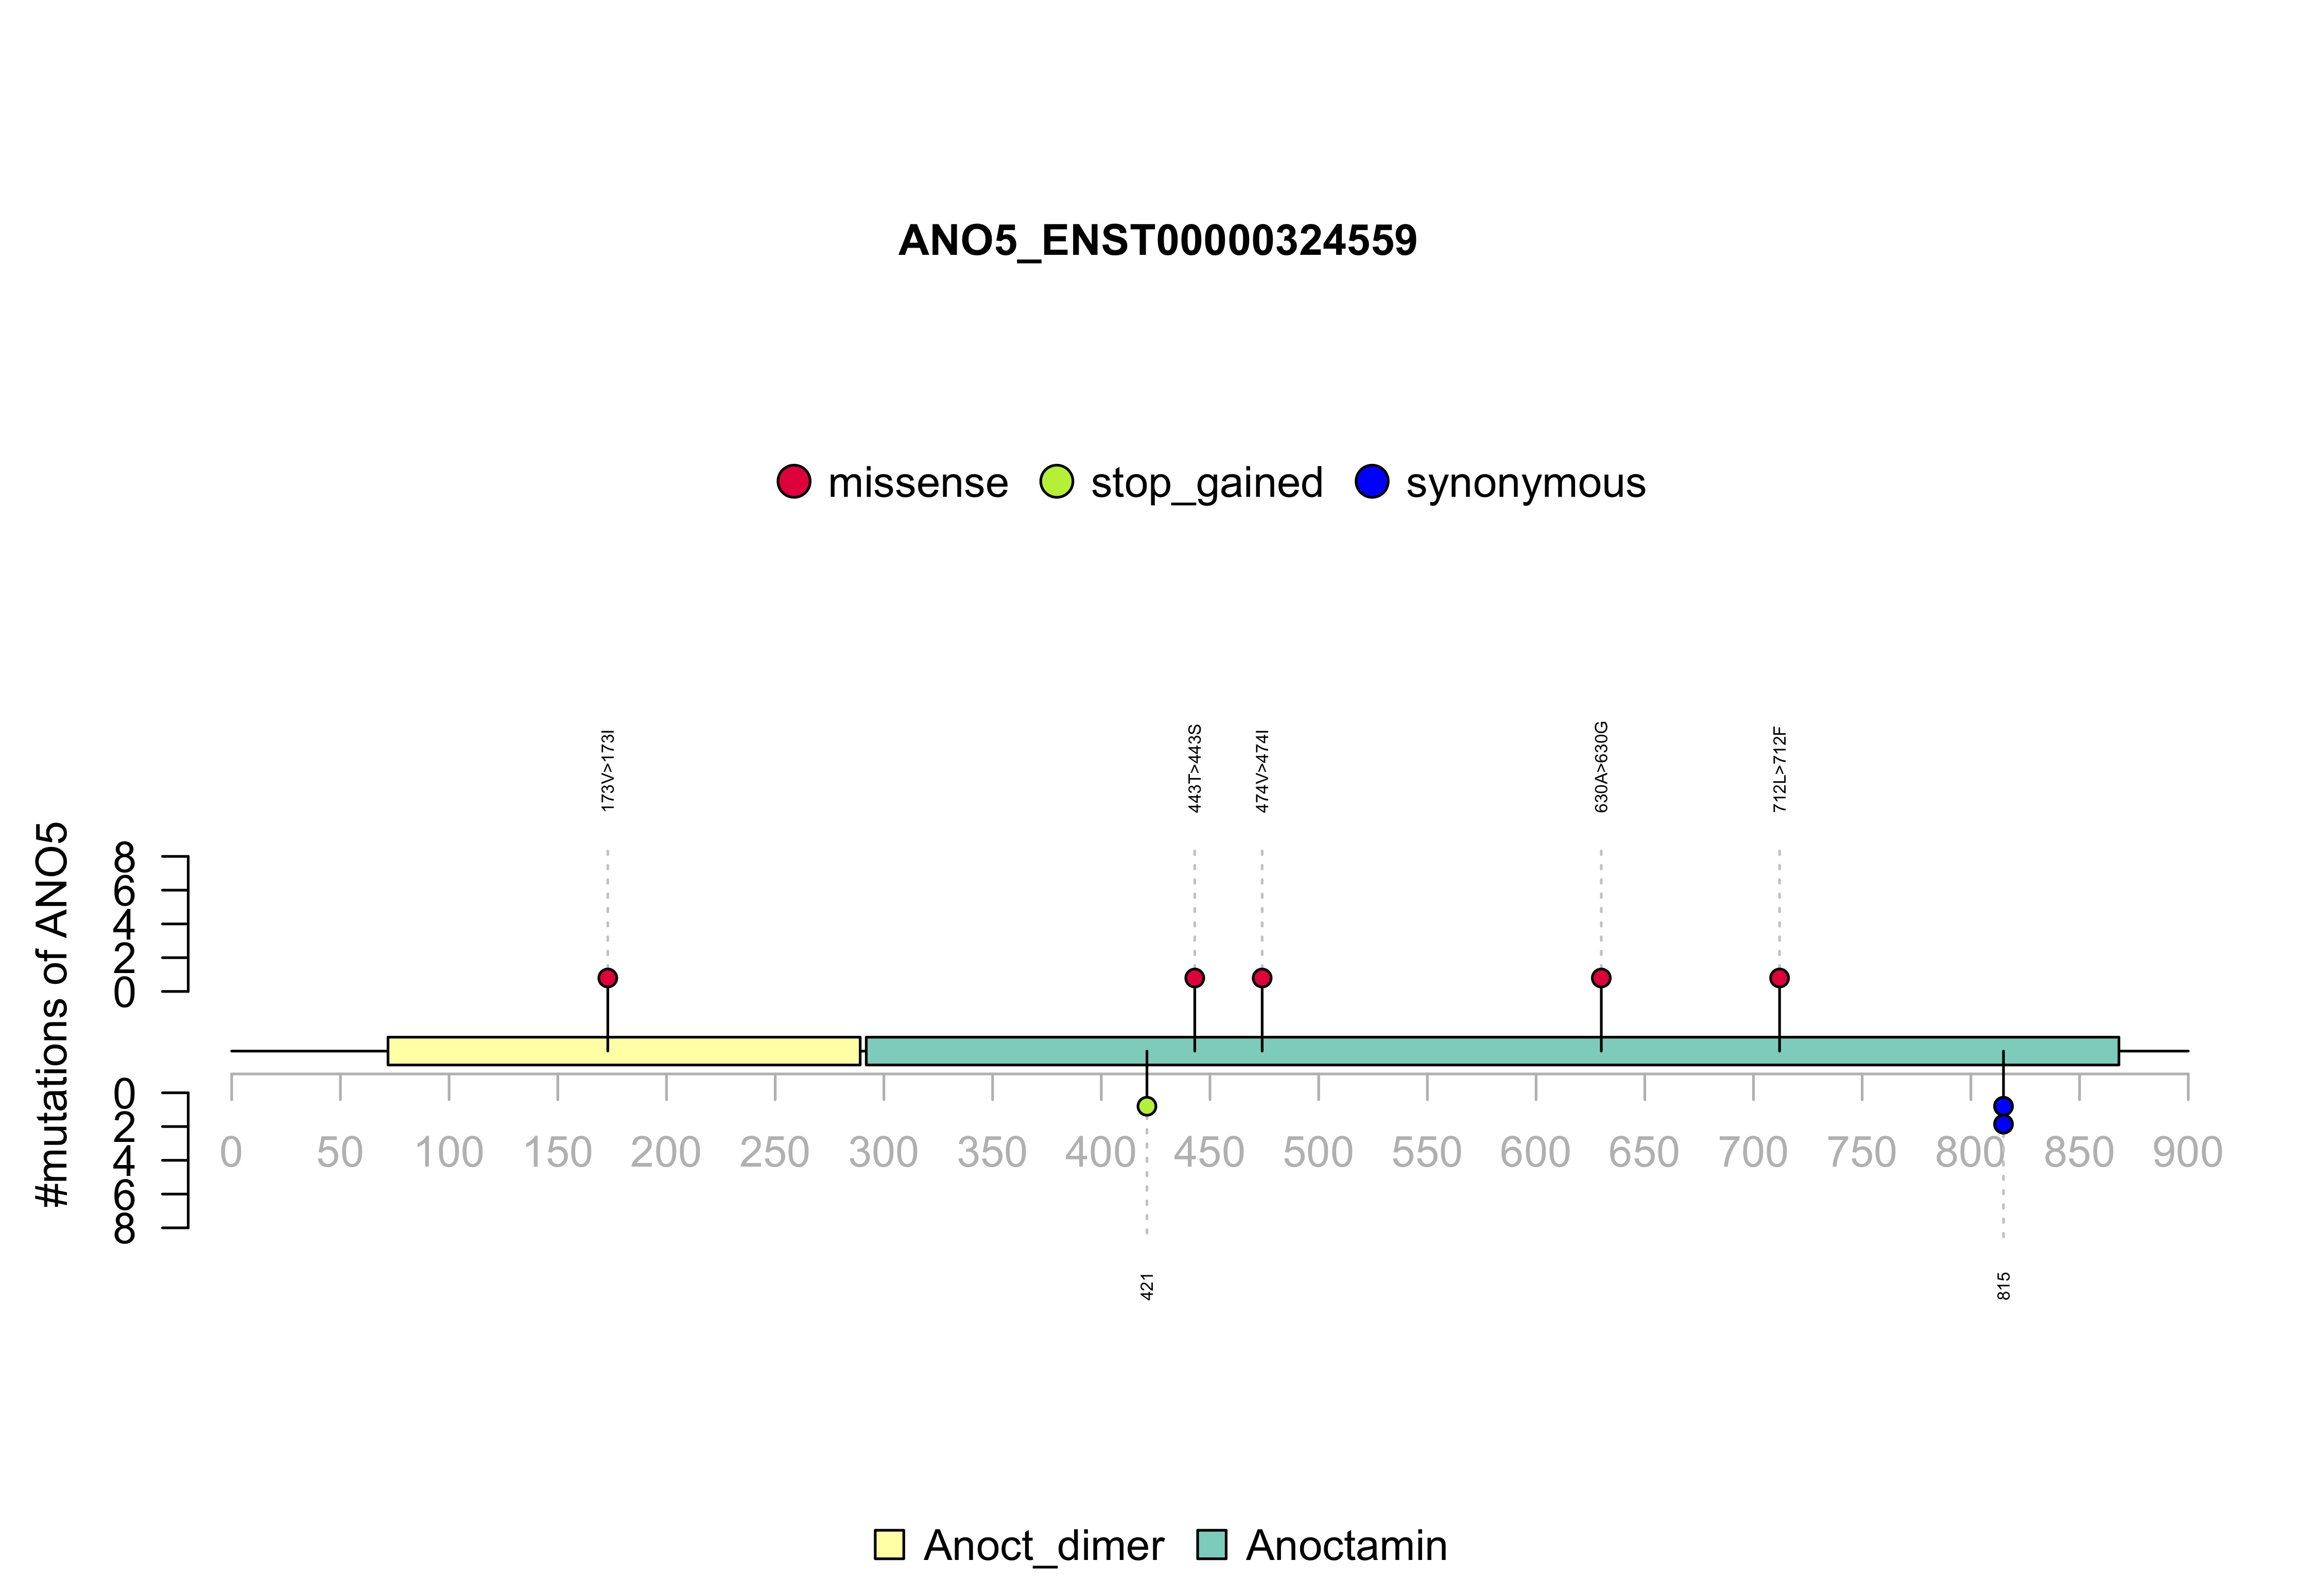 ANO5_ENST00000324559
missense stop_gained synonymous
173V>173I 443T>443S 474V>474I 630A>630G 712L>712F
#mutations of ANO5
8
6
4
2
0
0
2
4
6
8
0 50 100 150 200 250 300 350 400 450 500 550 600 650 700 750 800 850 900
421 815
Anoct_dimer Anoctamin